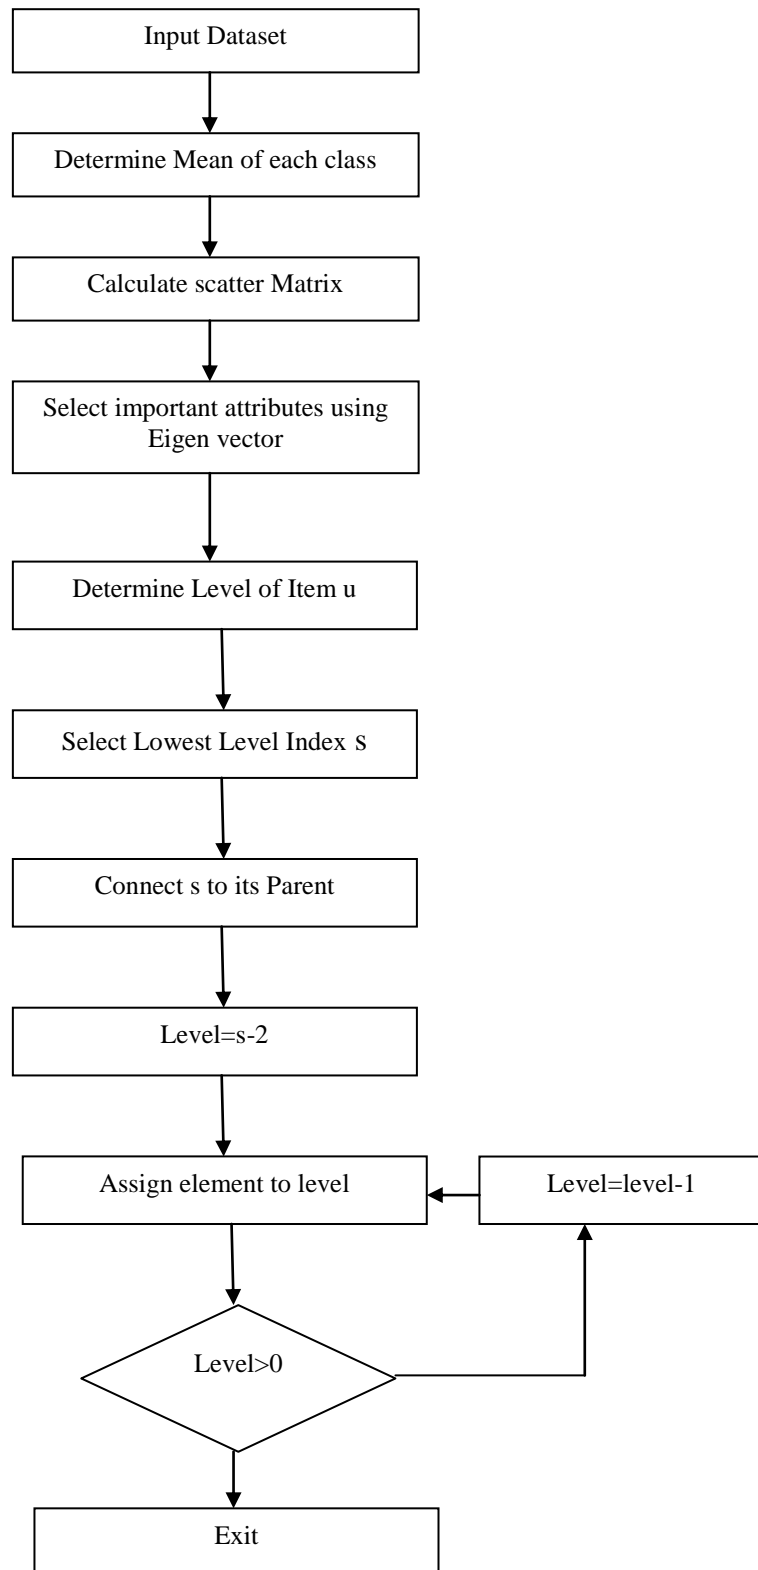 Input Dataset
Determine Mean of each class
Calculate scatter Matrix
Select important attributes using
Eigen vector
Determine Level of Item u
Select Lowest Level Index s
Connect s to its Parent
Level=s-2
Assign element to level
Level=level-1
Level>0
Exit